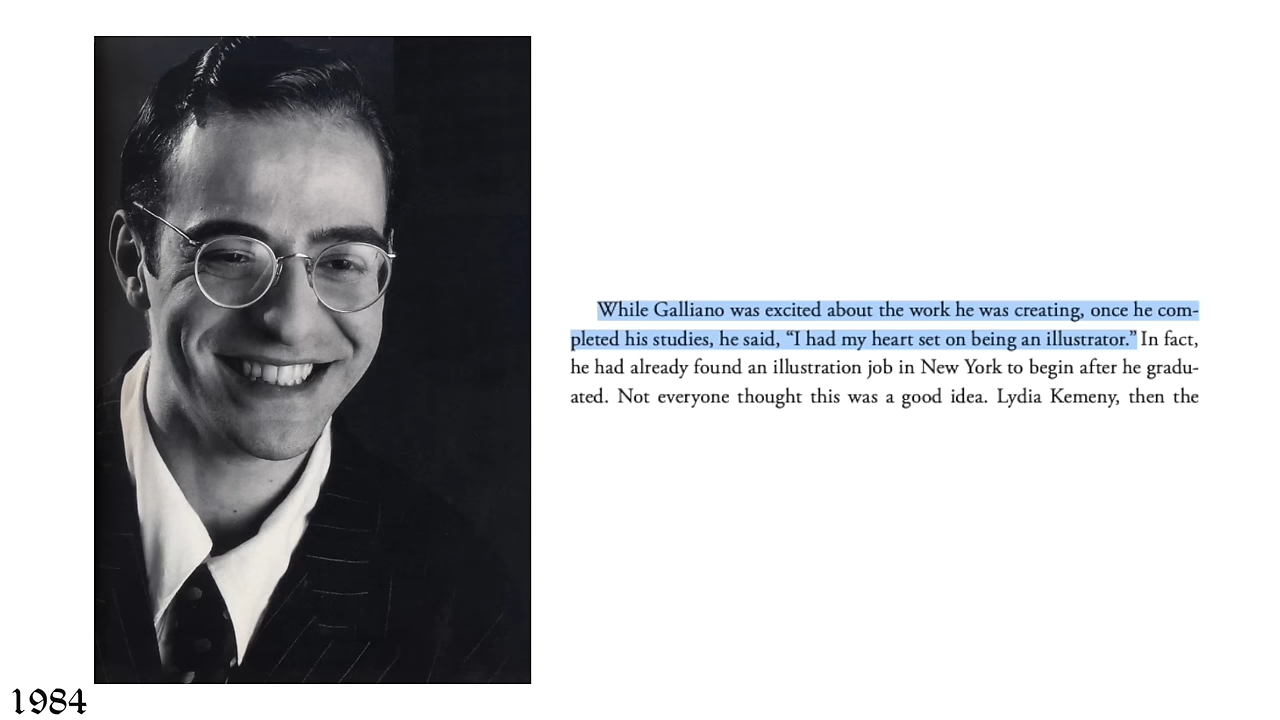 While Galliano was excited about the work he was creating, once he com-
pleted his studies, he said, “I had my heart set on being an illustrator.” In fact,
he had already found an illustration job in New York to begin after he gradu-
ated. Not everyone thought this was a good idea. Lydia Kemeny, then the
1984